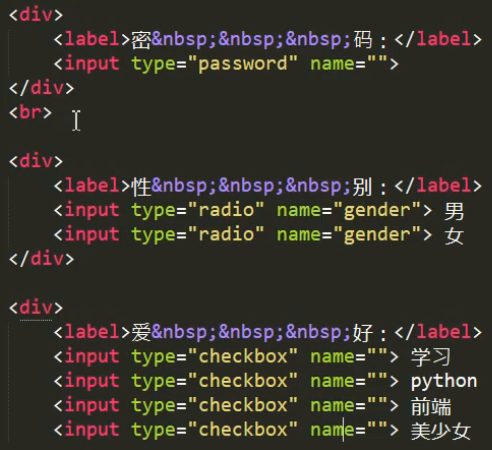 <div>
<label>密&nbsp;&nbsp;&nbsp;码：</label>
<input type="password" name="">
</div>
<br>
<div>
<label>性&nbsp;&nbsp;&nbsp;别：</label>
<input type="radio" name="gender"> 男
<input type="radio" name="gender"> 女
</div>
<div>
<label>爱&nbsp;&nbsp;&nbsp;好：</label>
<input type="checkbox" name=""> 学习
<input type="checkbox" name=""> python
<input type="checkbox" name=""> 前端
<input type="checkbox" name=""> 美少女